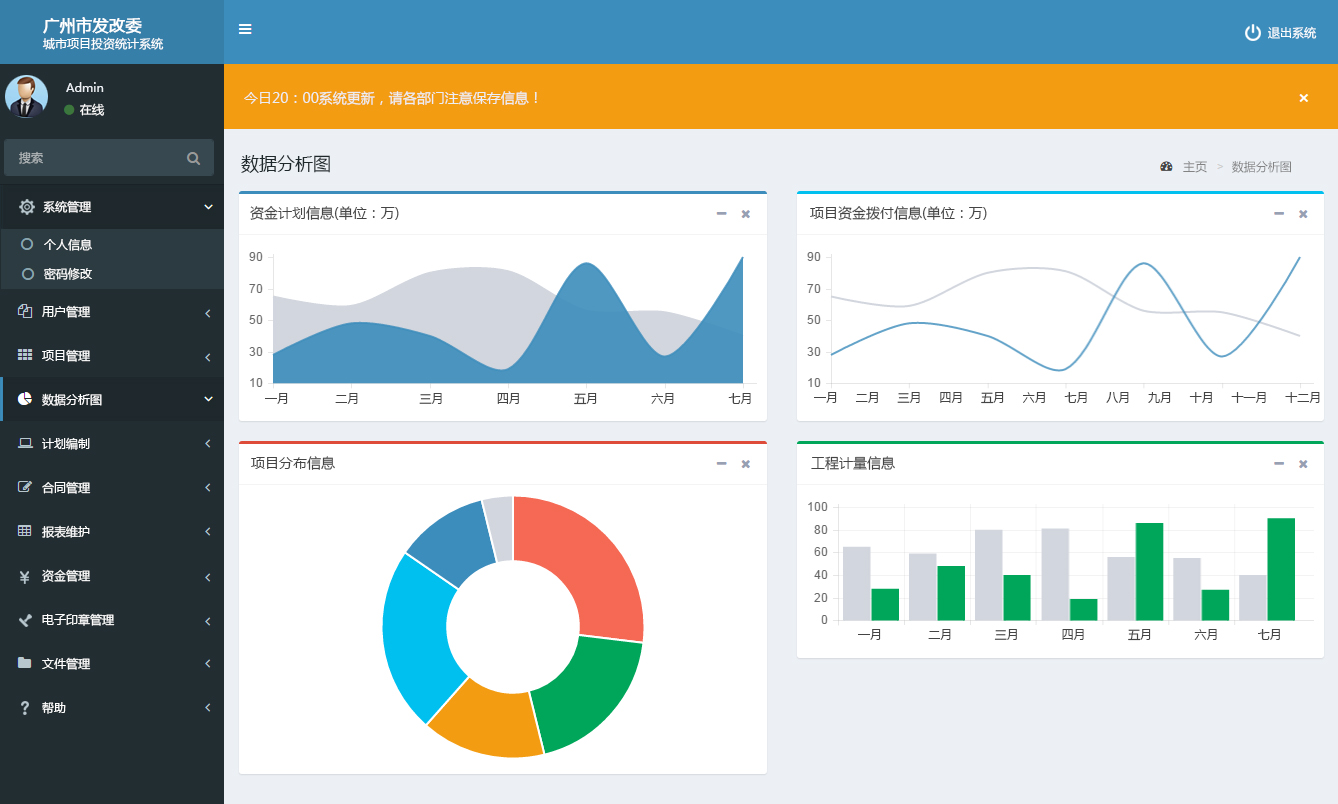 广州市发改委
城市项目投资统计系统
退出系统
Admin
在线
搜索
系统管理
个人信息
密码修改
用户管理
项目管理
数据分析图
计划编制
合同管理
报表维护
资金管理
电子印章管理
文件管理
帮助
今日20：00系统更新，请各部门注意保存信息！
数据分析图
主页 > 数据分析图
资金计划信息(单位：万)
90
70
50
30
10
一月 二月 三月 四月 五月 六月 七月
项目资金拨付信息(单位：万)
90
70
50
30
10
一月 二月 三月 四月 五月 六月 七月 八月 九月 十月 十一月 十二月
项目分布信息
工程计量信息
100
80
60
40
20
0
一月 二月 三月 四月 五月 六月 七月